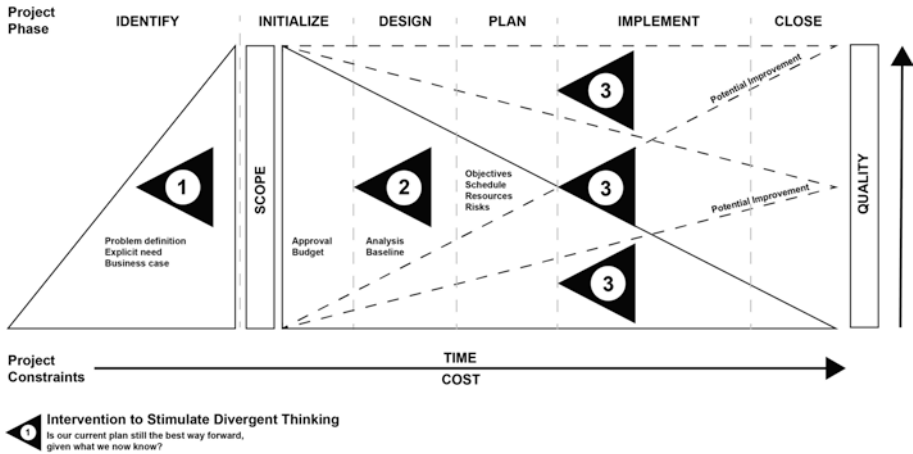 Project
Phase
IDENTIFY
INITIALIZE
DESIGN
PLAN
IMPLEMENT
CLOSE
3
Potential Improvement
1
SCOPE
2
Objectives
Schedule
Resources
Risks
3
Potential Improvement
QUALITY
Problem definition
Explicit need
Business case
Approval
Budget
Analysis
Baseline
3
Project
Constraints
TIME
COST
1
Intervention to Stimulate Divergent Thinking
Is our current plan still the best way forward,
given what we now know?